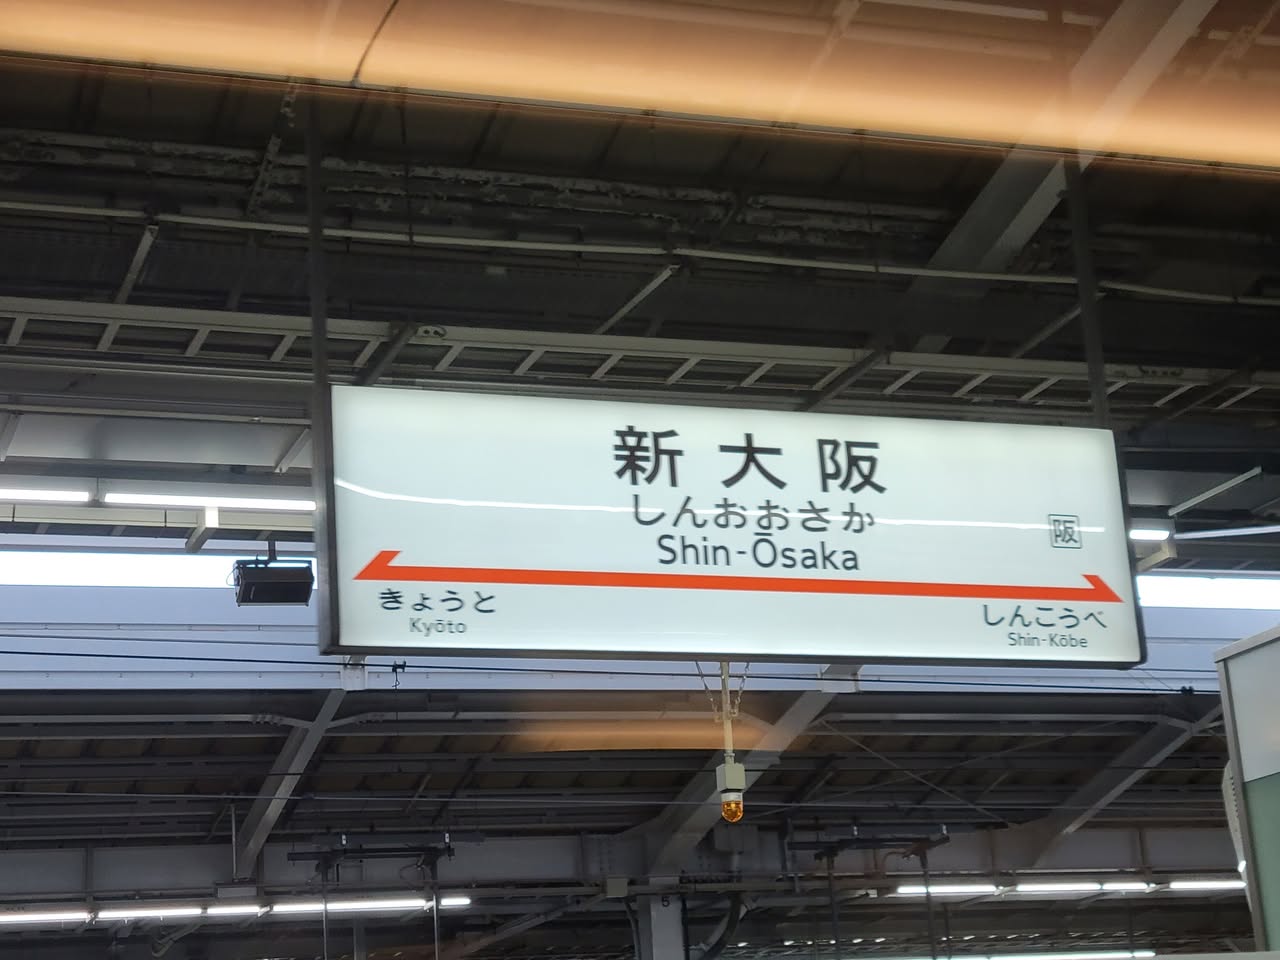 新大阪
しんおおさか
Shin-Ōsaka
阪
きょうと
Kyōto
しんこうべ
Shin-Kōbe
5